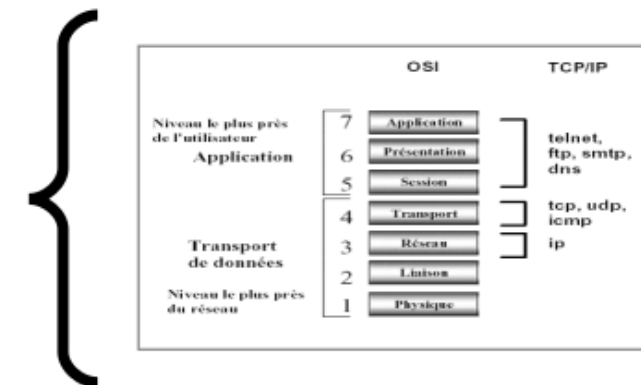 OSI TCP/IP
Niveau le plus près
de l'utilisateur
Application
7 Application
6 Présentation
5 Session
telnet,
ftp, smtp,
dns
4 Transport
tcp, udp,
icmp
Transport
de données
3 Réseau
ip
2 Liaison
Niveau le plus près
du réseau
1 Physique